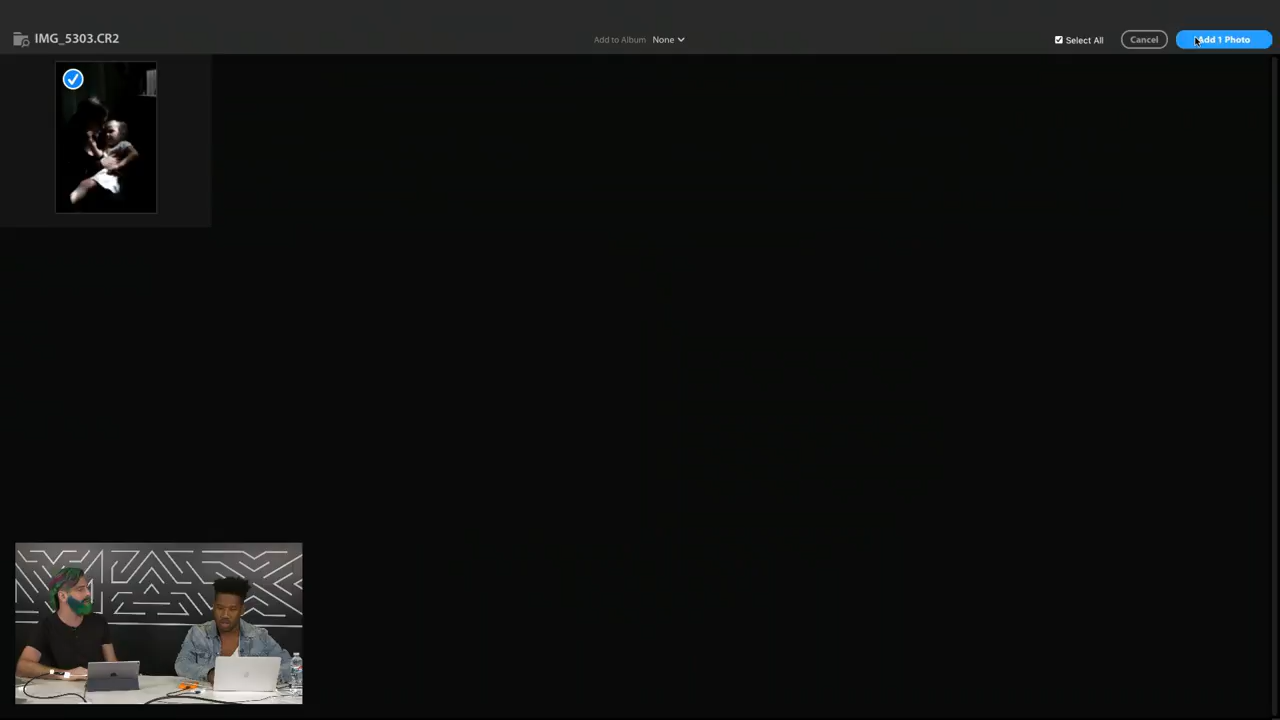 IMG_5303.CR2
Add to Album None
Select All
Cancel
Add 1 Photo